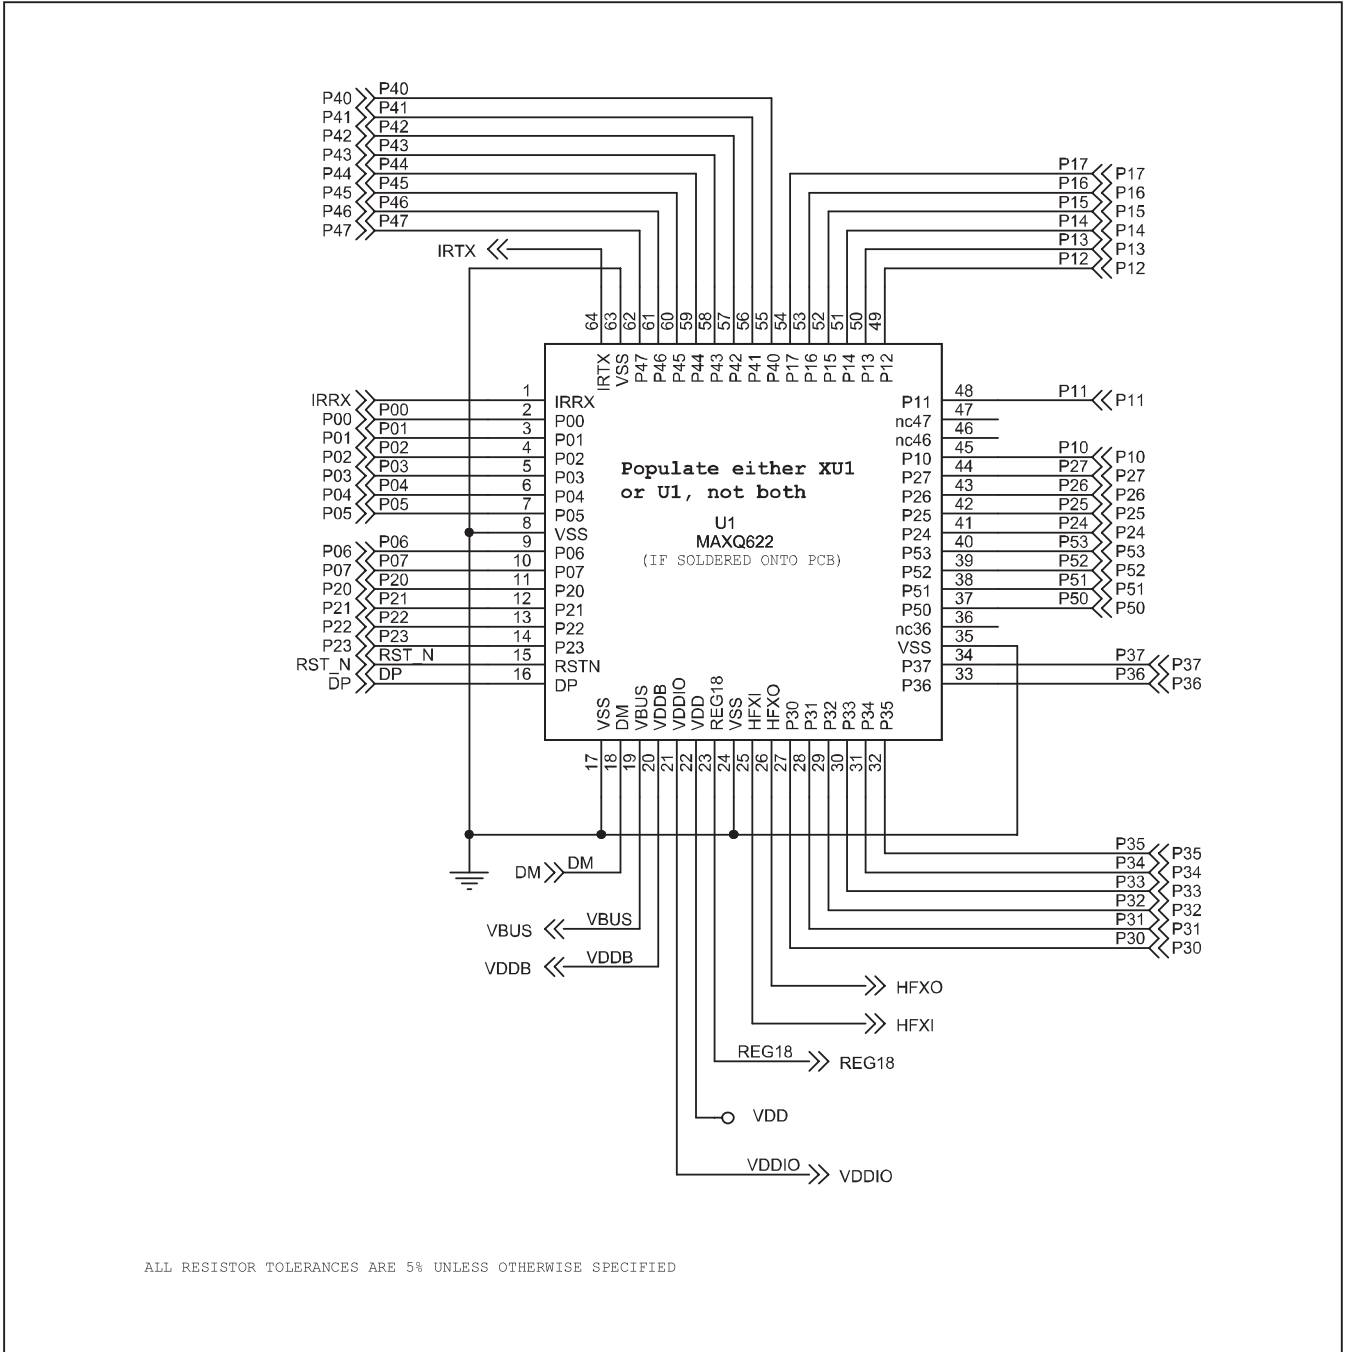 P40 P40
P41 P41
P42 P42
P43 P43
P44 P44
P45 P45
P46 P46
P47 P47
IRTX
P17 P17
P16 P16
P15 P15
P14 P14
P13 P13
P12 P12
64 63 62 61 60 59 58 57 56 55 54 53 52 51 50 49
IRTX VSS P47 P46 P45 P44 P43 P42 P41 P40 P17 P16 P15 P14 P13 P12
IRRX 1 IRRX
P00 P00 2 P00
P01 P01 3 P01
P02 P02 4 P02
P03 P03 5 P03
P04 P04 6 P04
P05 P05 7 P05
8 VSS
P06 P06 9 P06
P07 P07 10 P07
P20 P20 11 P20
P21 P21 12 P21
P22 P22 13 P22
P23 P23 14 P23
RST_N RST_N 15 RSTN
DP DP 16 DP
Populate either XU1
or U1, not both
U1
MAXQ622
(IF SOLDERED ONTO PCB)
P11 48 P11 P11
nc47 47
nc46 46
P10 45 P10 P10
P27 44 P27 P27
P26 43 P26 P26
P25 42 P25 P25
P24 41 P24 P24
P53 40 P53 P53
P52 39 P52 P52
P51 38 P51 P51
P50 37 P50 P50
nc36 36
VSS 35
P37 34 P37 P37
P36 33 P36 P36
VSS DM VBUS VDDB VDDIO VDD REG18 VSS HFXI HFXO P30 P31 P32 P33 P34 P35
17 18 19 20 21 22 23 24 25 26 27 28 29 30 31 32
P35 P35
P34 P34
P33 P33
P32 P32
P31 P31
P30 P30
DM DM
VBUS VBUS
VDDB VDDB
HFXO
HFXI
REG18 REG18
VDD
VDDIO VDDIO
ALL RESISTOR TOLERANCES ARE 5% UNLESS OTHERWISE SPECIFIED